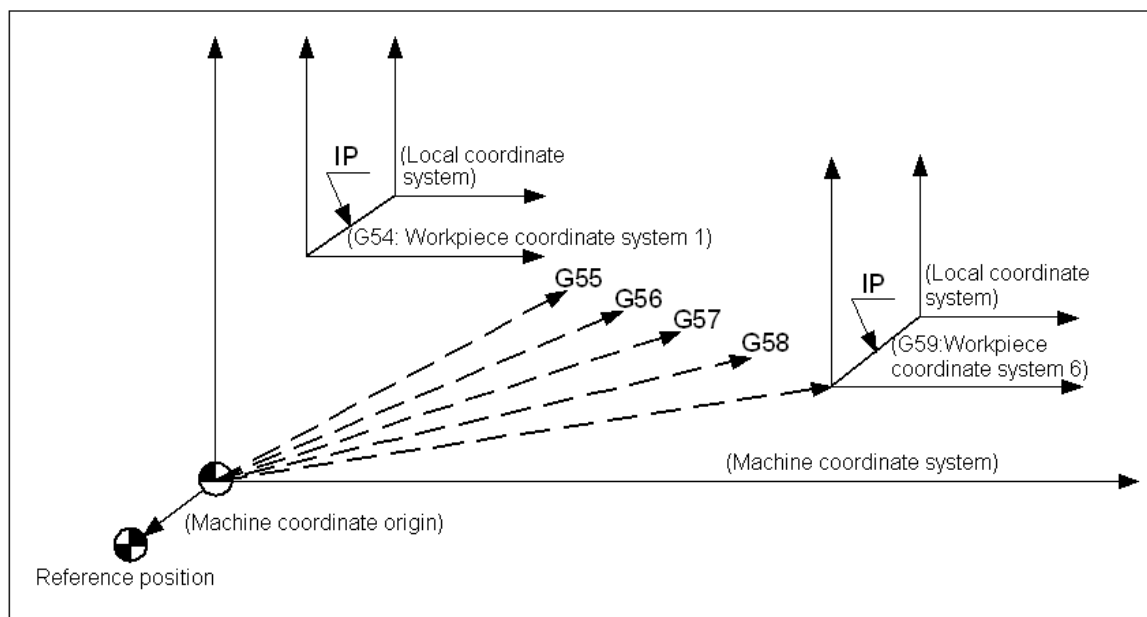 IP
(Local coordinate
system)
(G54: Workpiece coordinate system 1)
G55
G56
G57
G58
IP
(Local coordinate
system)
(G59:Workpiece
coordinate system 6)
(Machine coordinate system)
(Machine coordinate origin)
Reference position